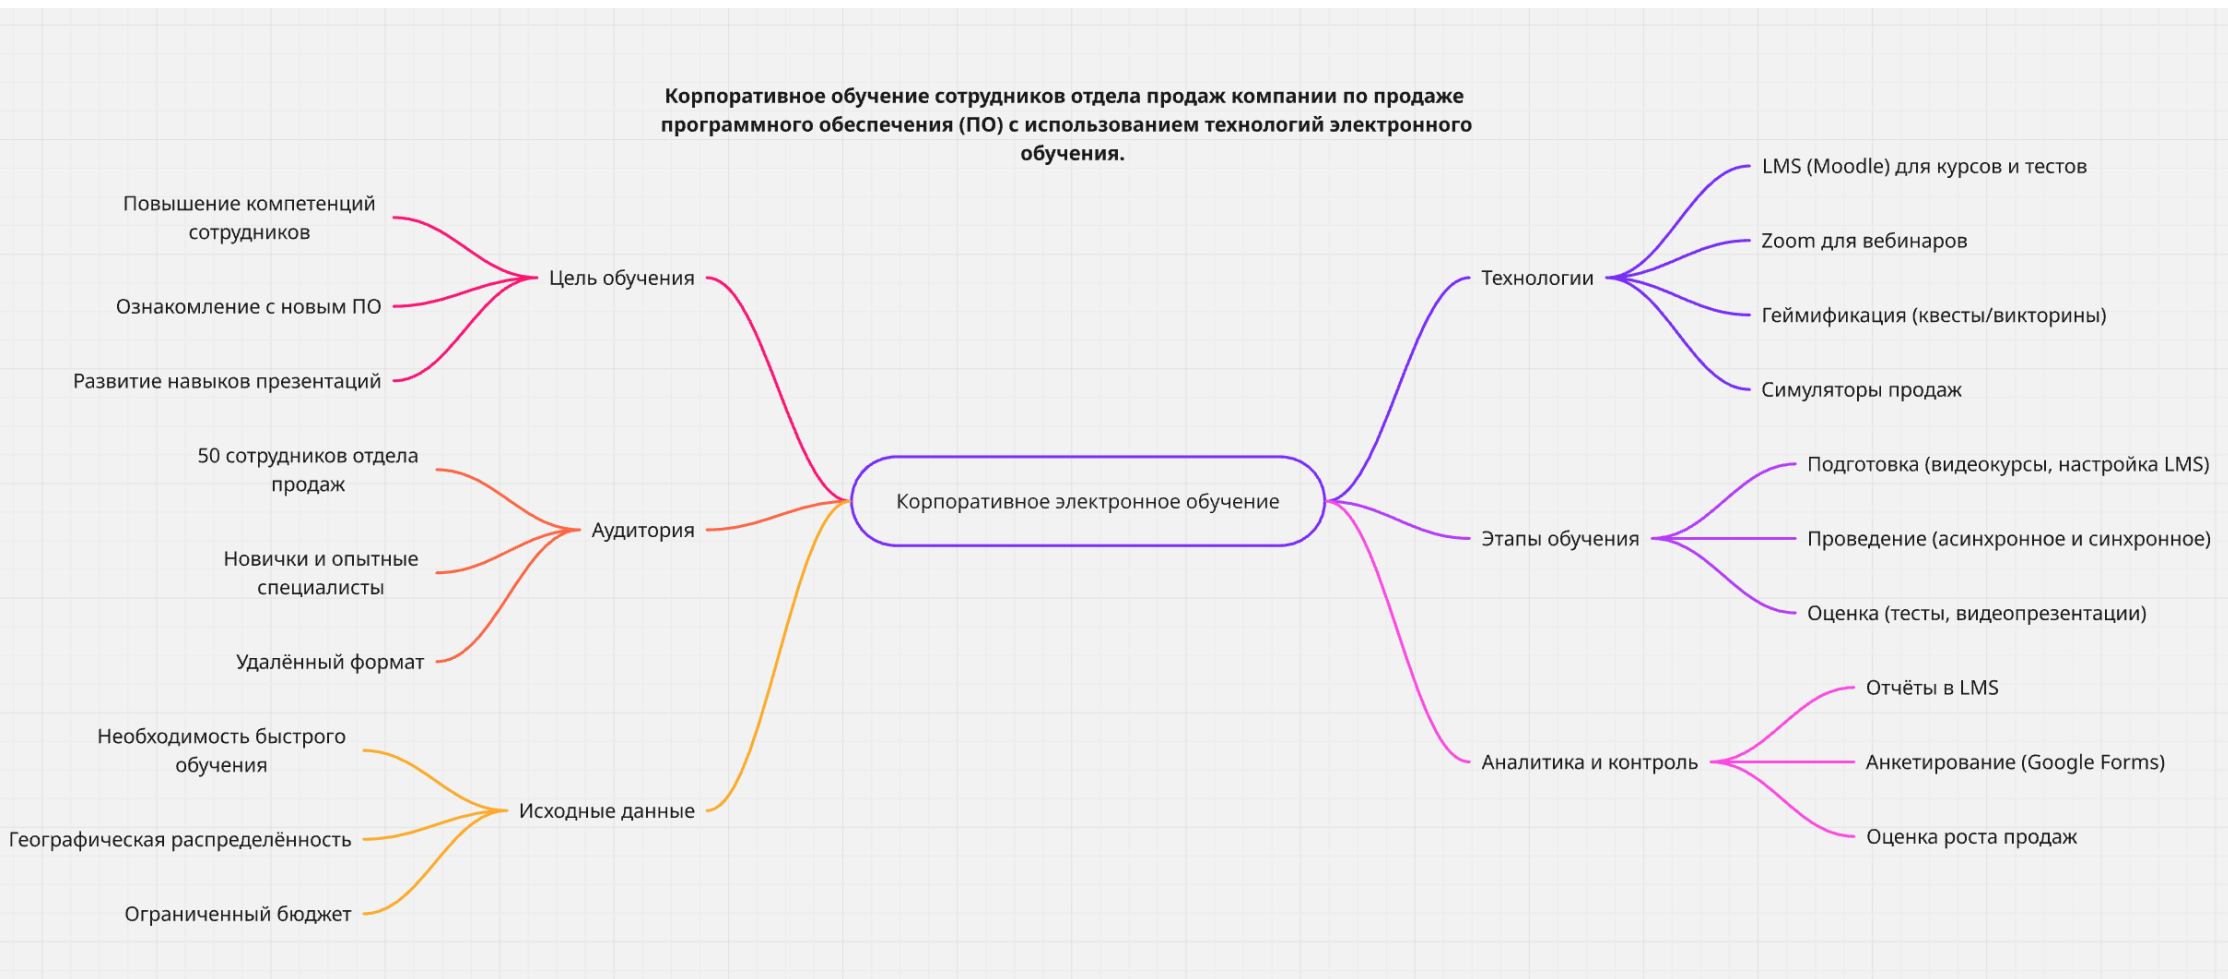 Корпоративное обучение сотрудников отдела продаж компании по продаже
программного обеспечения (ПО) с использованием технологий электронного
обучения.
Корпоративное электронное обучение
Цель обучения
Повышение компетенций
сотрудников
Ознакомление с новым ПО
Развитие навыков презентаций
Аудитория
50 сотрудников отдела
продаж
Новички и опытные
специалисты
Удалённый формат
Исходные данные
Необходимость быстрого
обучения
Географическая распределённость
Ограниченный бюджет
Технологии
LMS (Moodle) для курсов и тестов
Zoom для вебинаров
Геймификация (квесты/викторины)
Симуляторы продаж
Этапы обучения
Подготовка (видеокурсы, настройка LMS)
Проведение (асинхронное и синхронное)
Оценка (тесты, видеопрезентации)
Аналитика и контроль
Отчёты в LMS
Анкетирование (Google Forms)
Оценка роста продаж